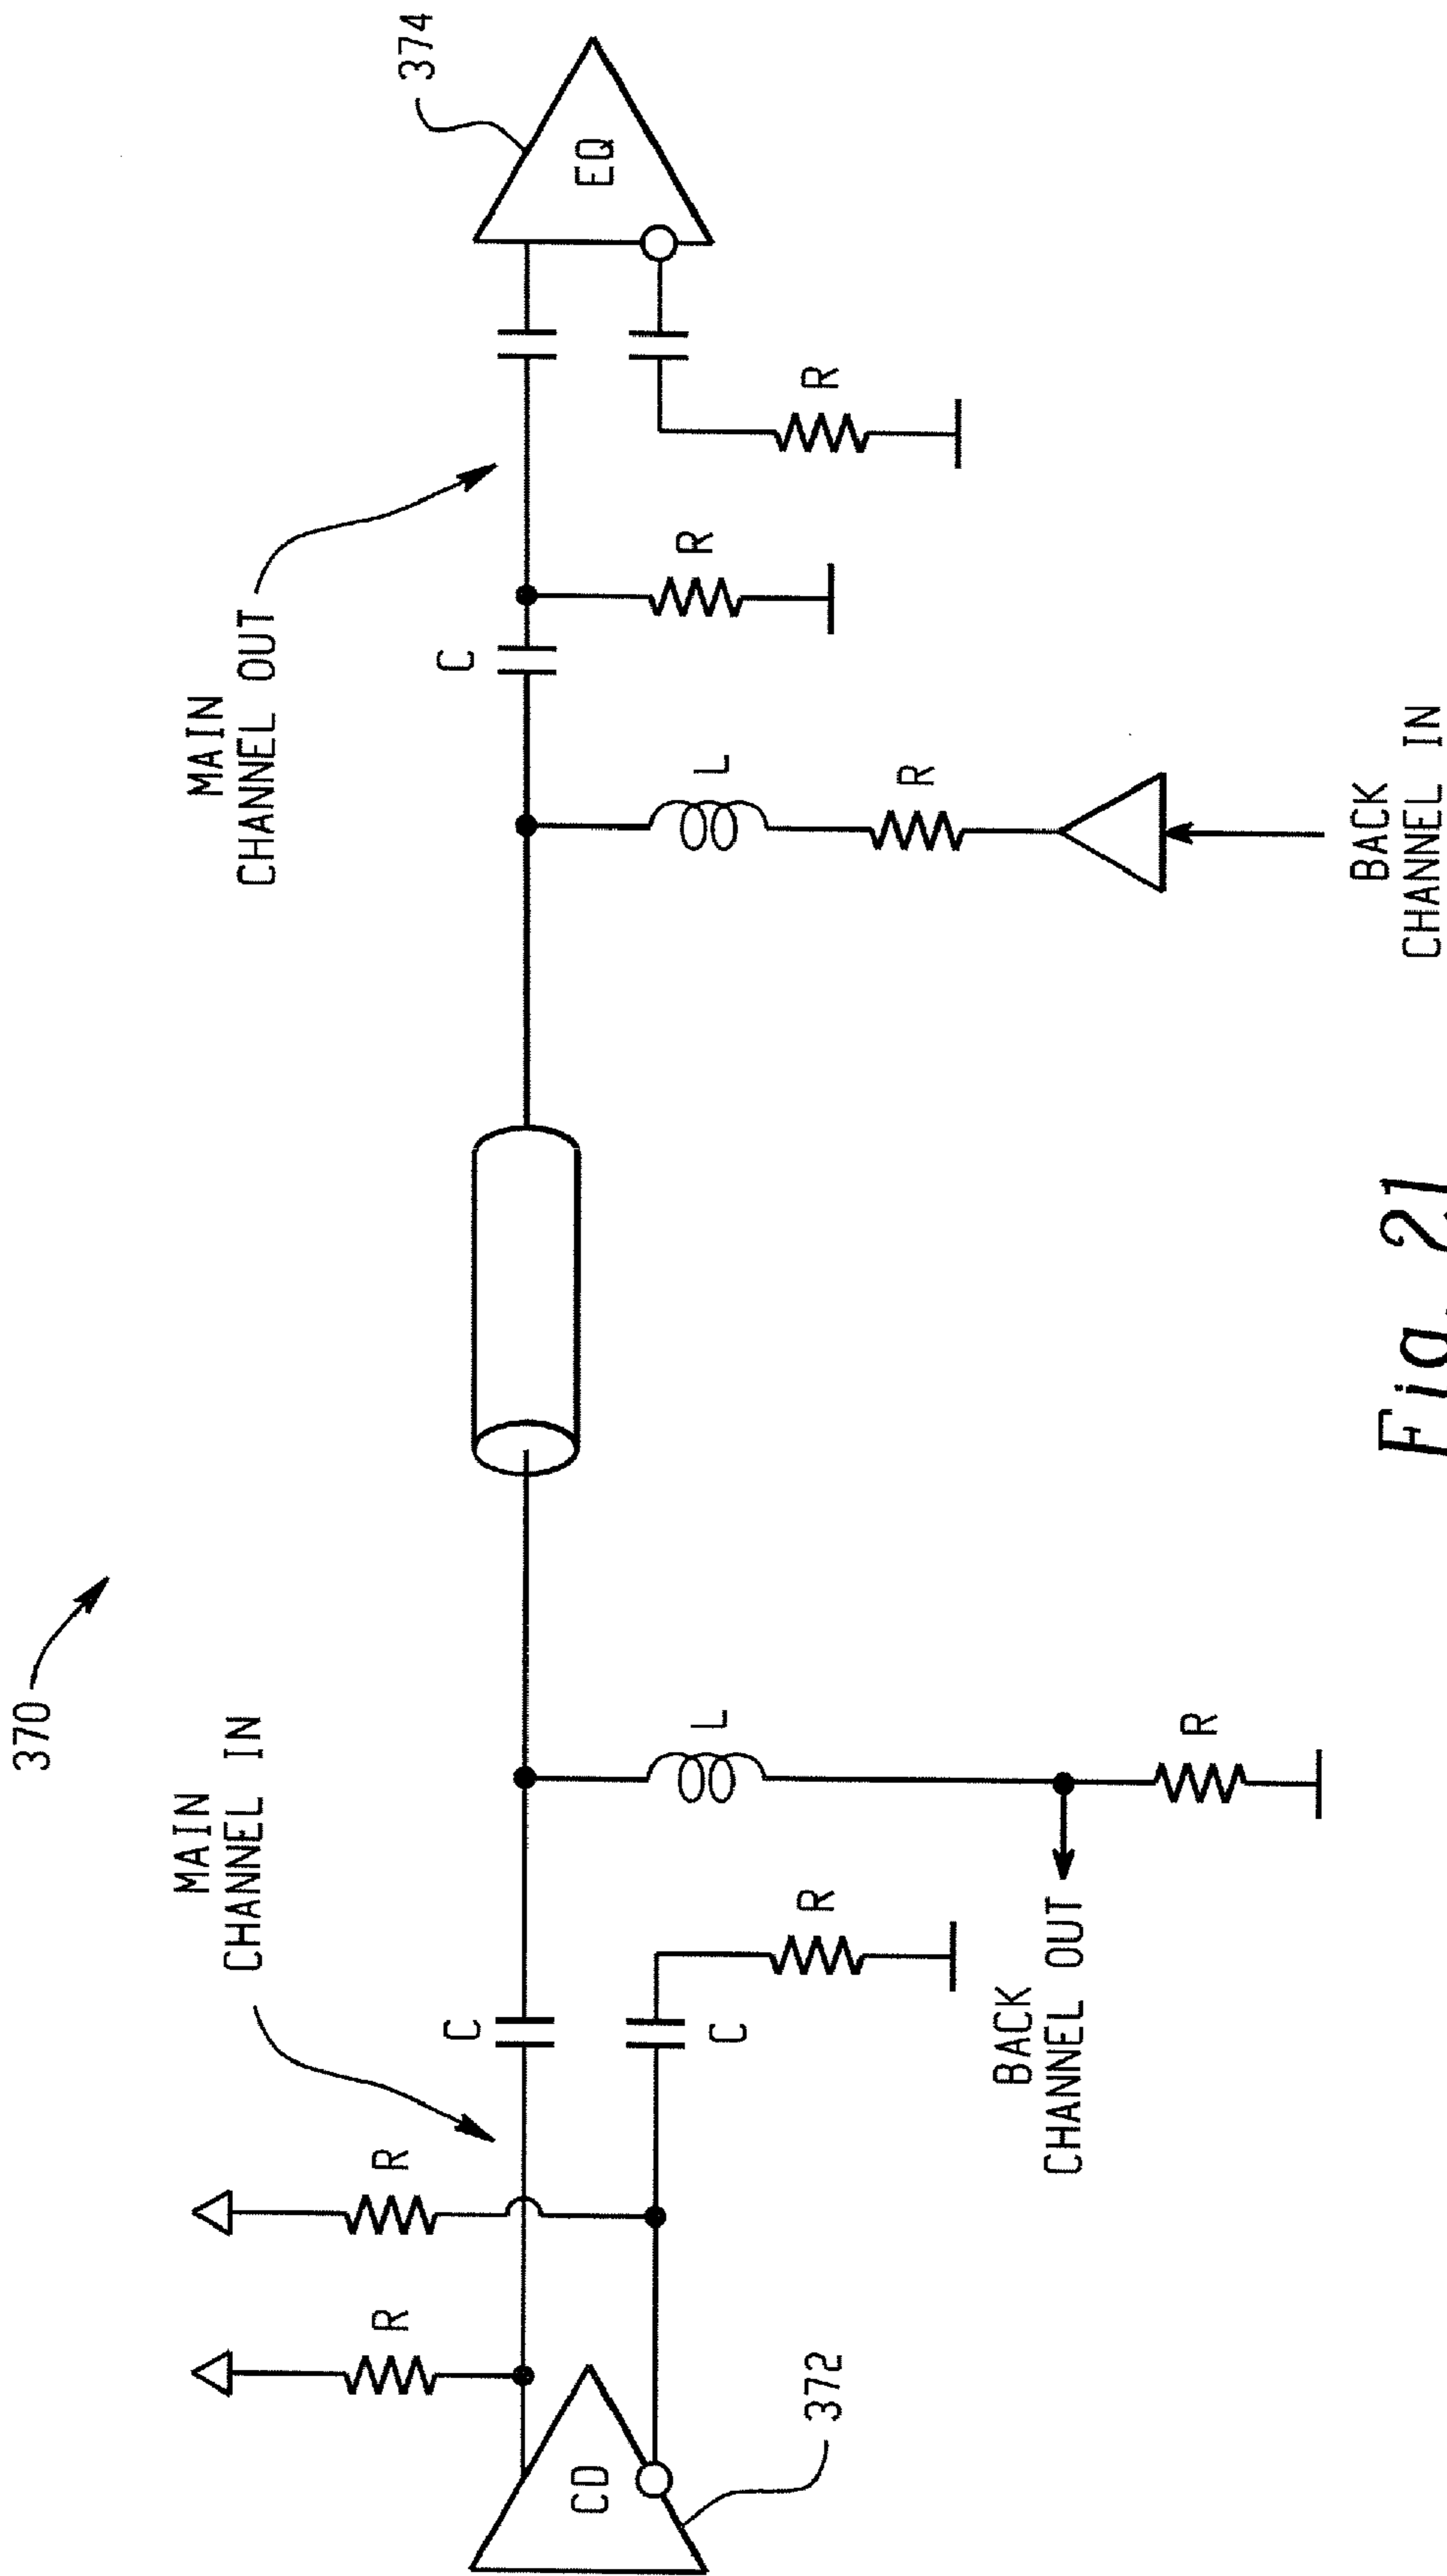 370
MAIN
CHANNEL IN
MAIN
CHANNEL OUT
374
R
R
C
C
R
L
R
C
R
L
R
R
CD
EQ
372
BACK
CHANNEL OUT
BACK
CHANNEL IN
Fig. 21